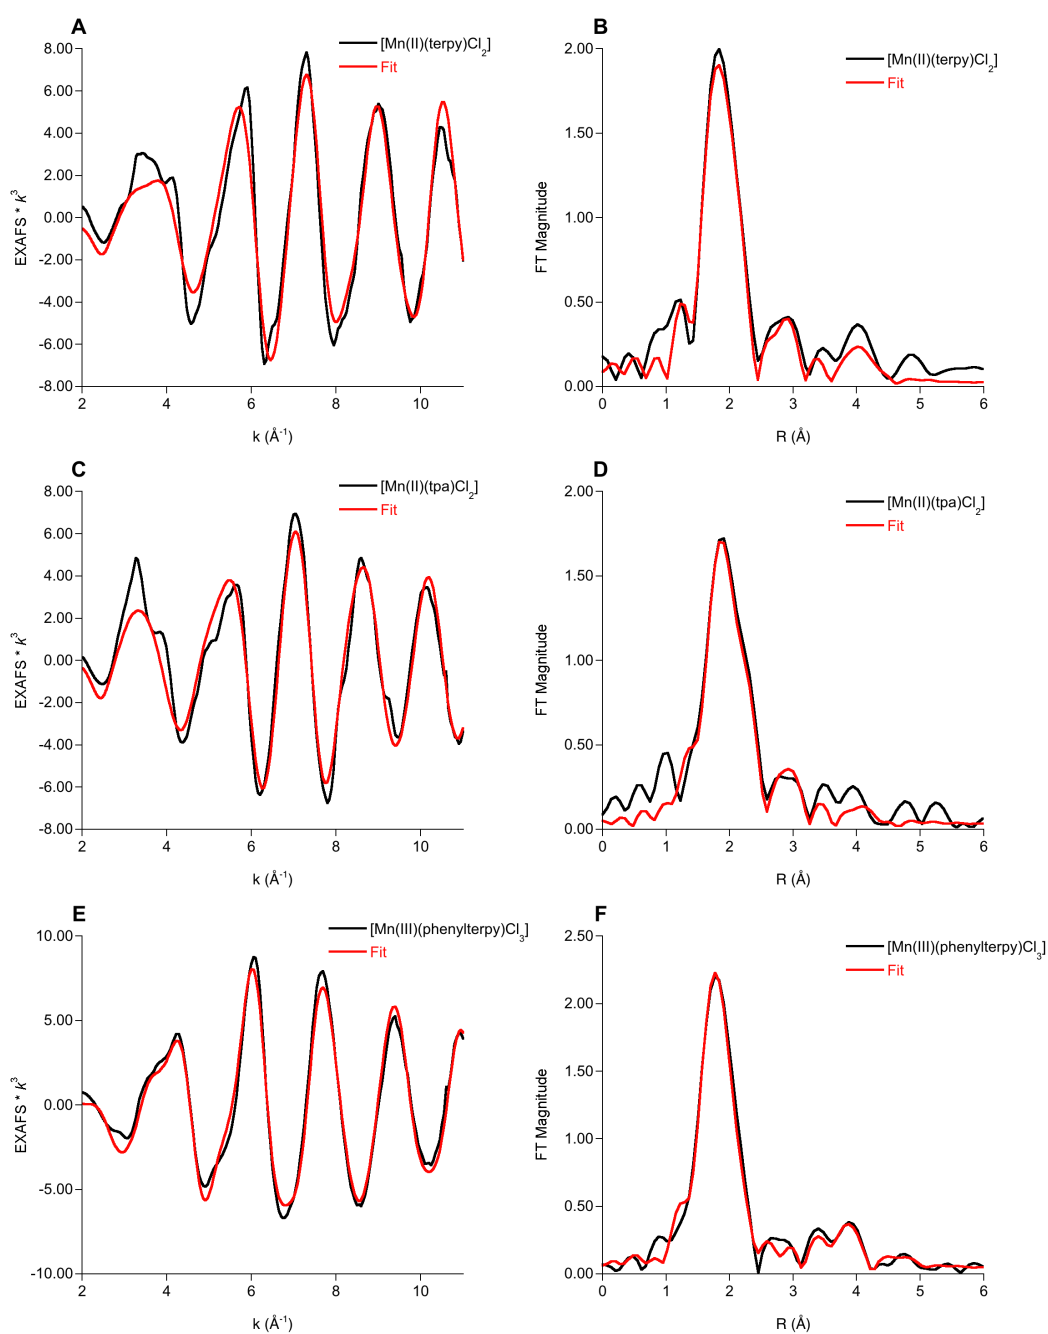 A
[Mn(II)(terpy)Cl2]
Fit
8.00
6.00
4.00
2.00
0.00
-2.00
-4.00
-6.00
-8.00
EXAFS * k3
2 4 6 8 10
k (Å-1)
B
[Mn(II)(terpy)Cl2]
Fit
2.00
1.50
1.00
0.50
0.00
FT Magnitude
0 1 2 3 4 5 6
R (Å)
C
[Mn(II)(tpa)Cl2]
Fit
8.00
6.00
4.00
2.00
0.00
-2.00
-4.00
-6.00
-8.00
EXAFS * k3
2 4 6 8 10
k (Å-1)
D
[Mn(II)(tpa)Cl2]
Fit
2.00
1.50
1.00
0.50
0.00
FT Magnitude
0 1 2 3 4 5 6
R (Å)
E
[Mn(III)(phenylterpy)Cl3]
Fit
10.00
5.00
0.00
-5.00
-10.00
EXAFS * k3
2 4 6 8 10
k (Å-1)
F
[Mn(III)(phenylterpy)Cl3]
Fit
2.50
2.00
1.50
1.00
0.50
0.00
FT Magnitude
0 1 2 3 4 5 6
R (Å)